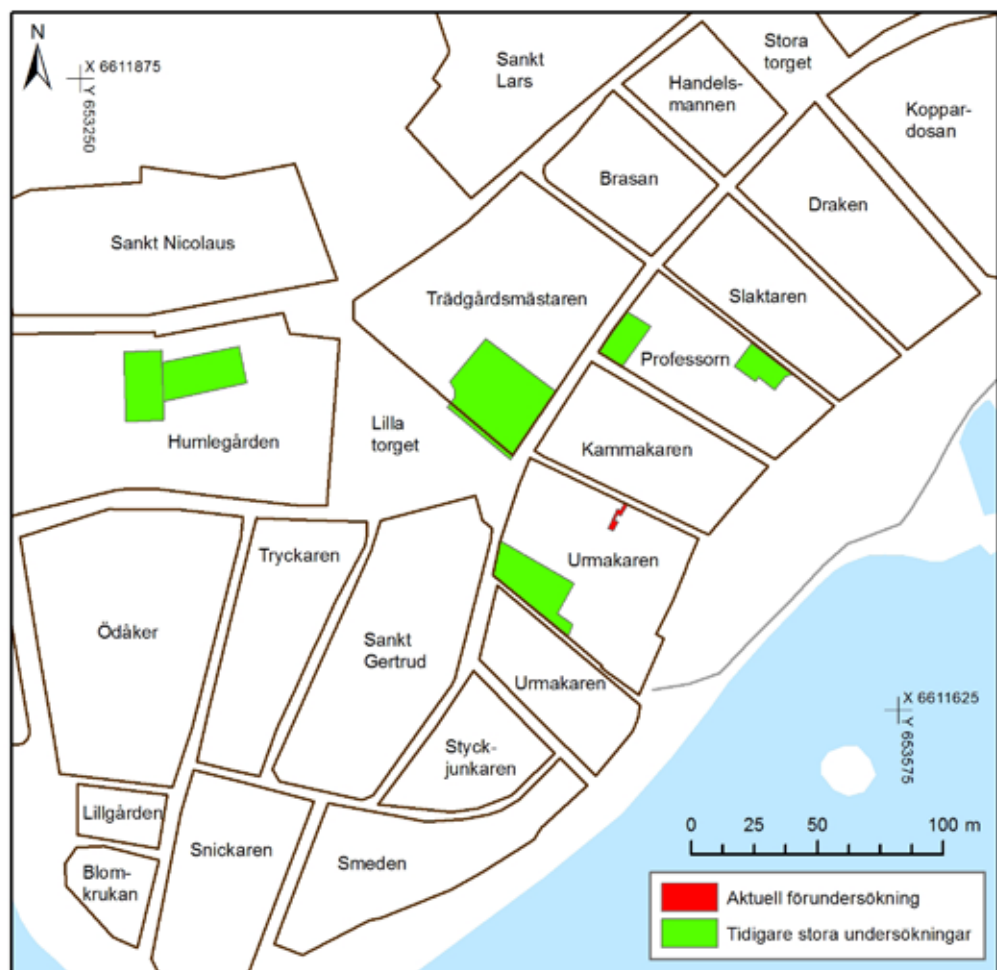 N
X 6611875
Y 653250
Sankt
Lars
Stora
torget
Handels-
mannen
Koppar-
dosan
Brasan
Draken
Sankt Nicolaus
Trädgårdsmästaren
Slaktaren
Professorn
Humlegården
Lilla
torget
Kammakaren
Tryckaren
Urmakaren
Ödåker
Sankt
Gertrud
Urmakaren
X 6611625
Y 653575
Styck-
junkaren
Lillgården
Snickaren
Smeden
Blom-
krukan
0 25 50 100 m
Aktuell förundersökning
Tidigare stora undersökningar